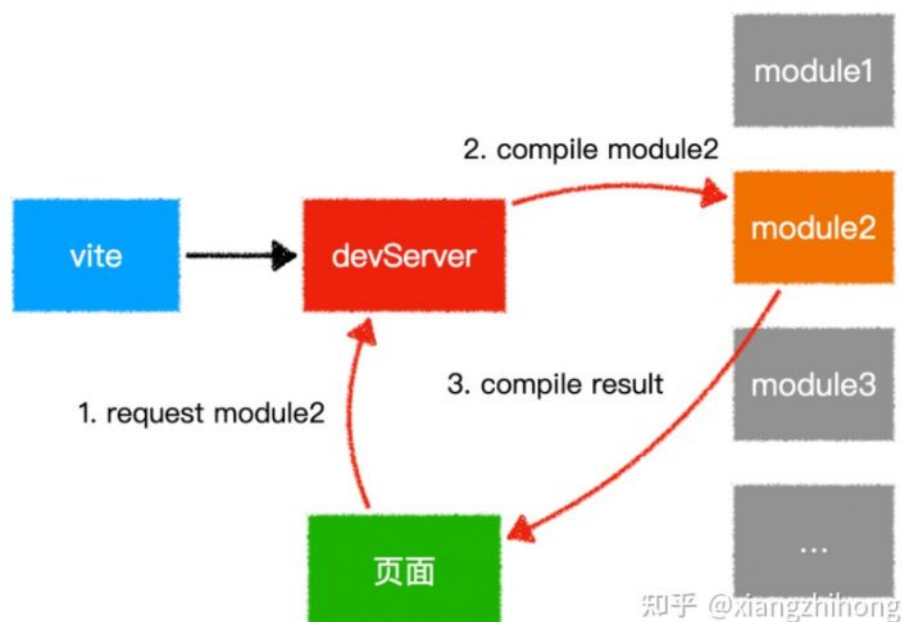 module1
2. compile module2
vite
devServer
module2
1. request module2
3. compile result
module3
页面
...
知乎 @xiangzhihong